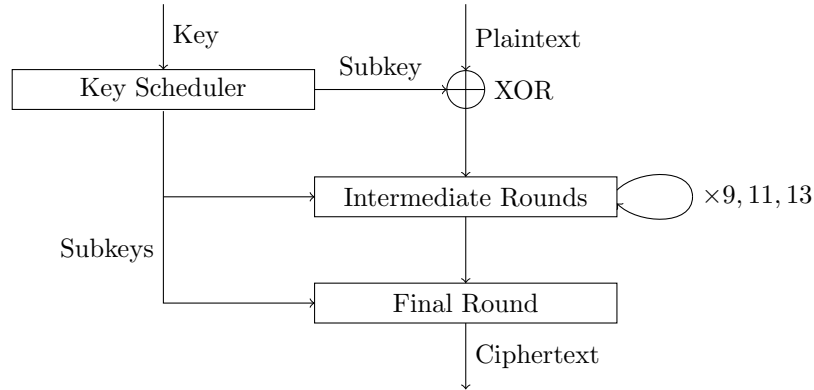 Key
Plaintext
Subkey
Key Scheduler
XOR
Intermediate Rounds
×9, 11, 13
Subkeys
Final Round
Ciphertext